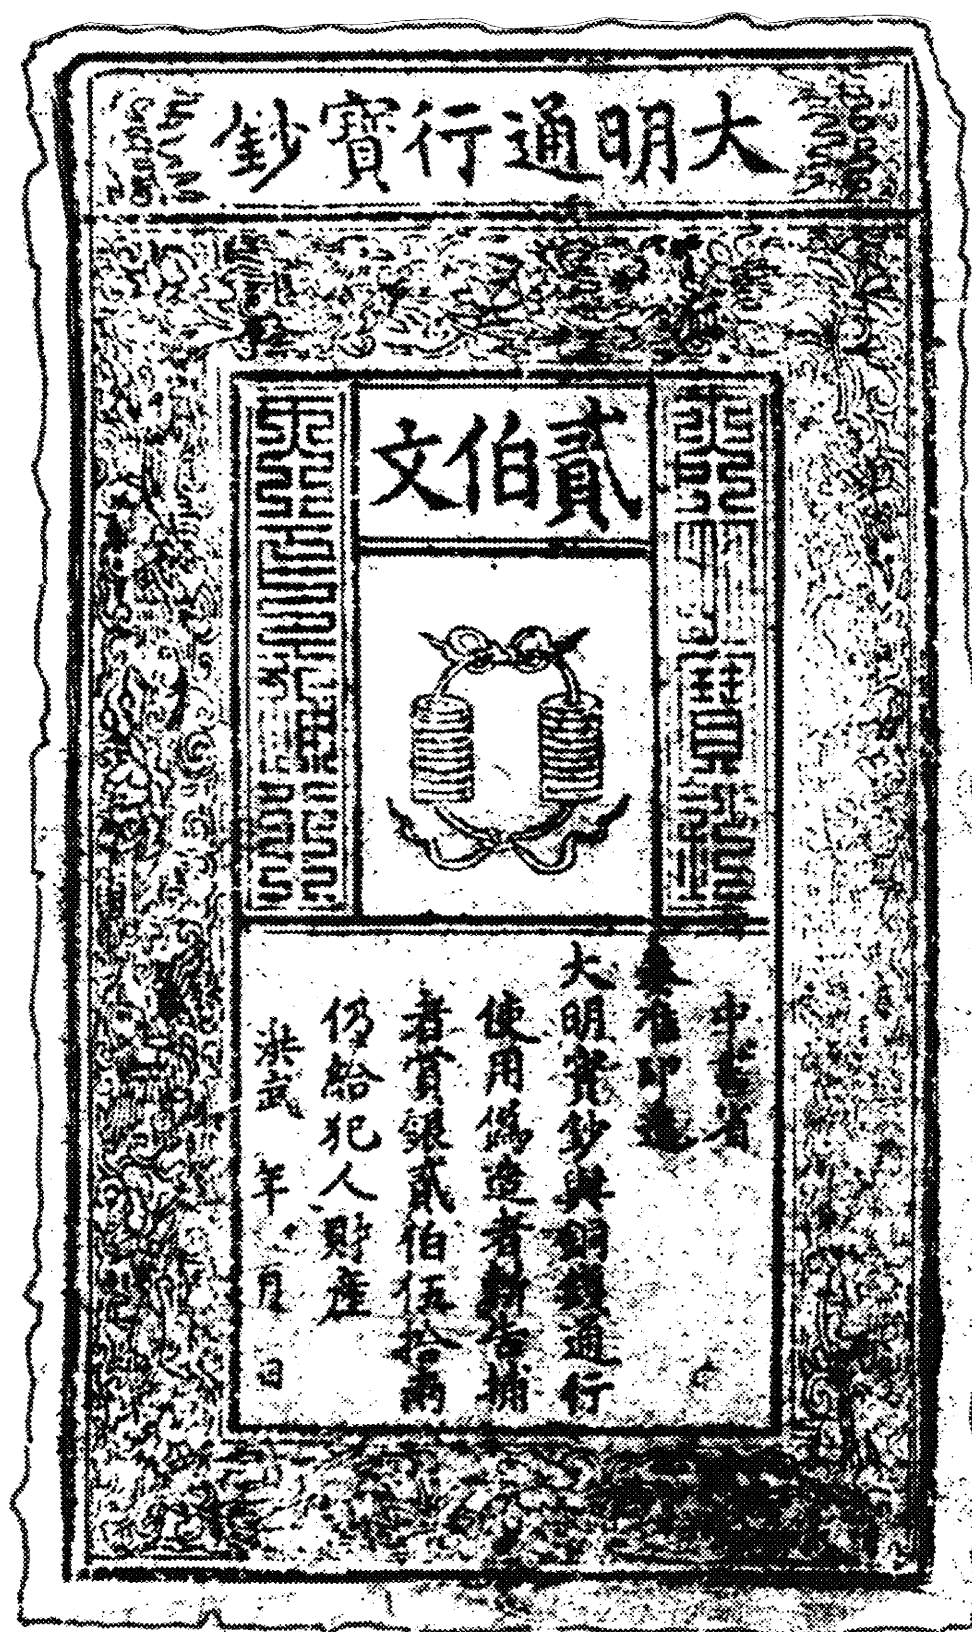 大明通行寶鈔
大明寶鈔
貳伯文
天下通行
中書省
奏准印造
大明寶鈔與銅錢通行
使用僞造者斬告捕
者賞銀貳伯伍拾兩
仍給犯人財產
洪武 年 月 日